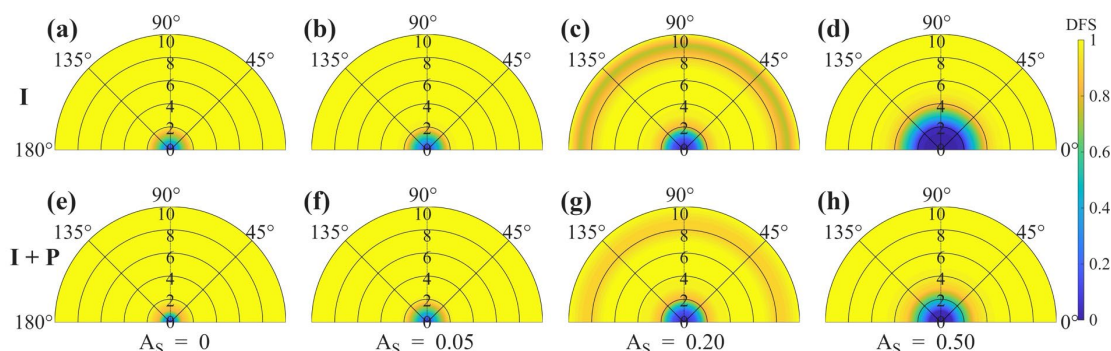 (a) 90° (b) 90° (c) 90° (d) 90° DFS
135° 45° 135° 45° 135° 45° 135° 45°
10 10 10 10 1
8 8 8 8
I 6 6 6 6 0.8
4 4 4 4
2 2 2 2
180° 0 0 0 0 0°
0.6
(e) 90° (f) 90° (g) 90° (h) 90°
135° 45° 135° 45° 135° 45° 135° 45°
10 10 10 10 0.4
8 8 8 8
I + P 6 6 6 6
4 4 4 4 0.2
2 2 2 2
180° 0 0 0 0 0° 0
A_S = 0 A_S = 0.05 A_S = 0.20 A_S = 0.50